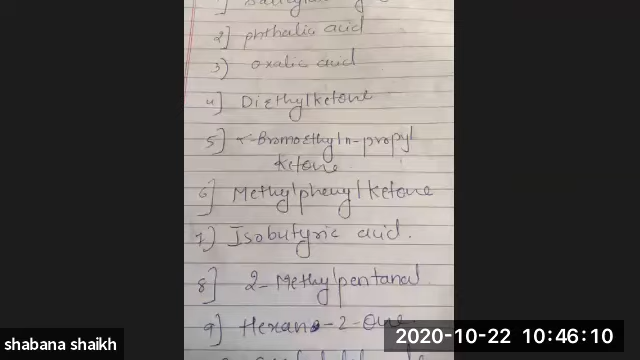 2] phthalic acid
3) oxalic acid
4] Diethylketone
5] α-Bromoethyl n-propyl
ketone
6] Methylphenylketone
7) Isobutyric acid.
8] 2-Methylpentanal
9] Hexan-2-One
shabana shaikh
2020-10-22 10:46:10